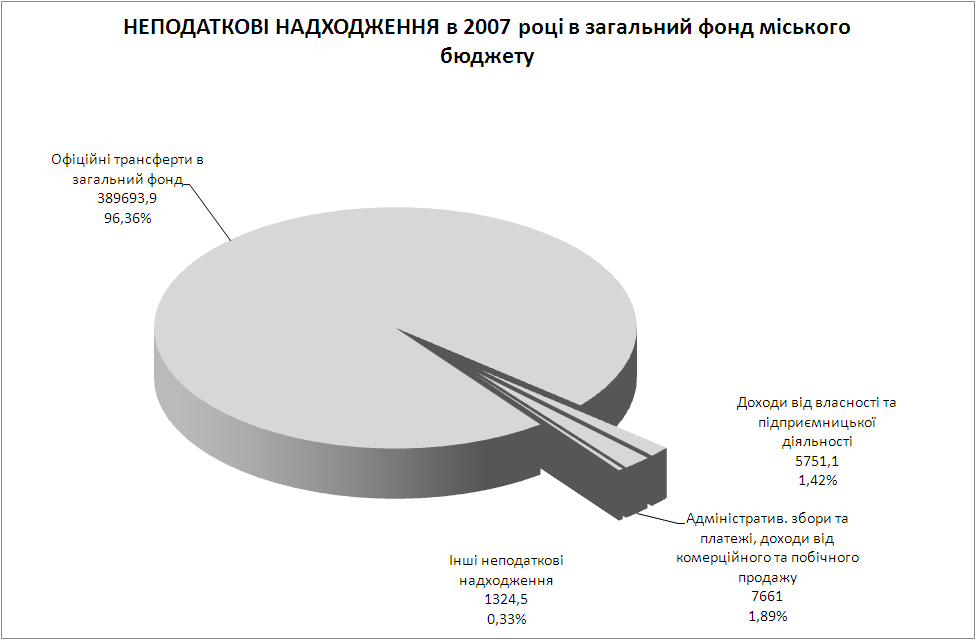 НЕПОДАТКОВІ НАДХОДЖЕННЯ в 2007 році в загальний фонд міського
бюджету
Офіційні трансферти в
загальний фонд
389693,9
96,36%
Доходи від власності та
підприємницької
діяльності
5751,1
1,42%
Адміністратив. збори та
платежі, доходи від
комерційного та побічного
продажу
7661
1,89%
Інші неподаткові
надходження
1324,5
0,33%